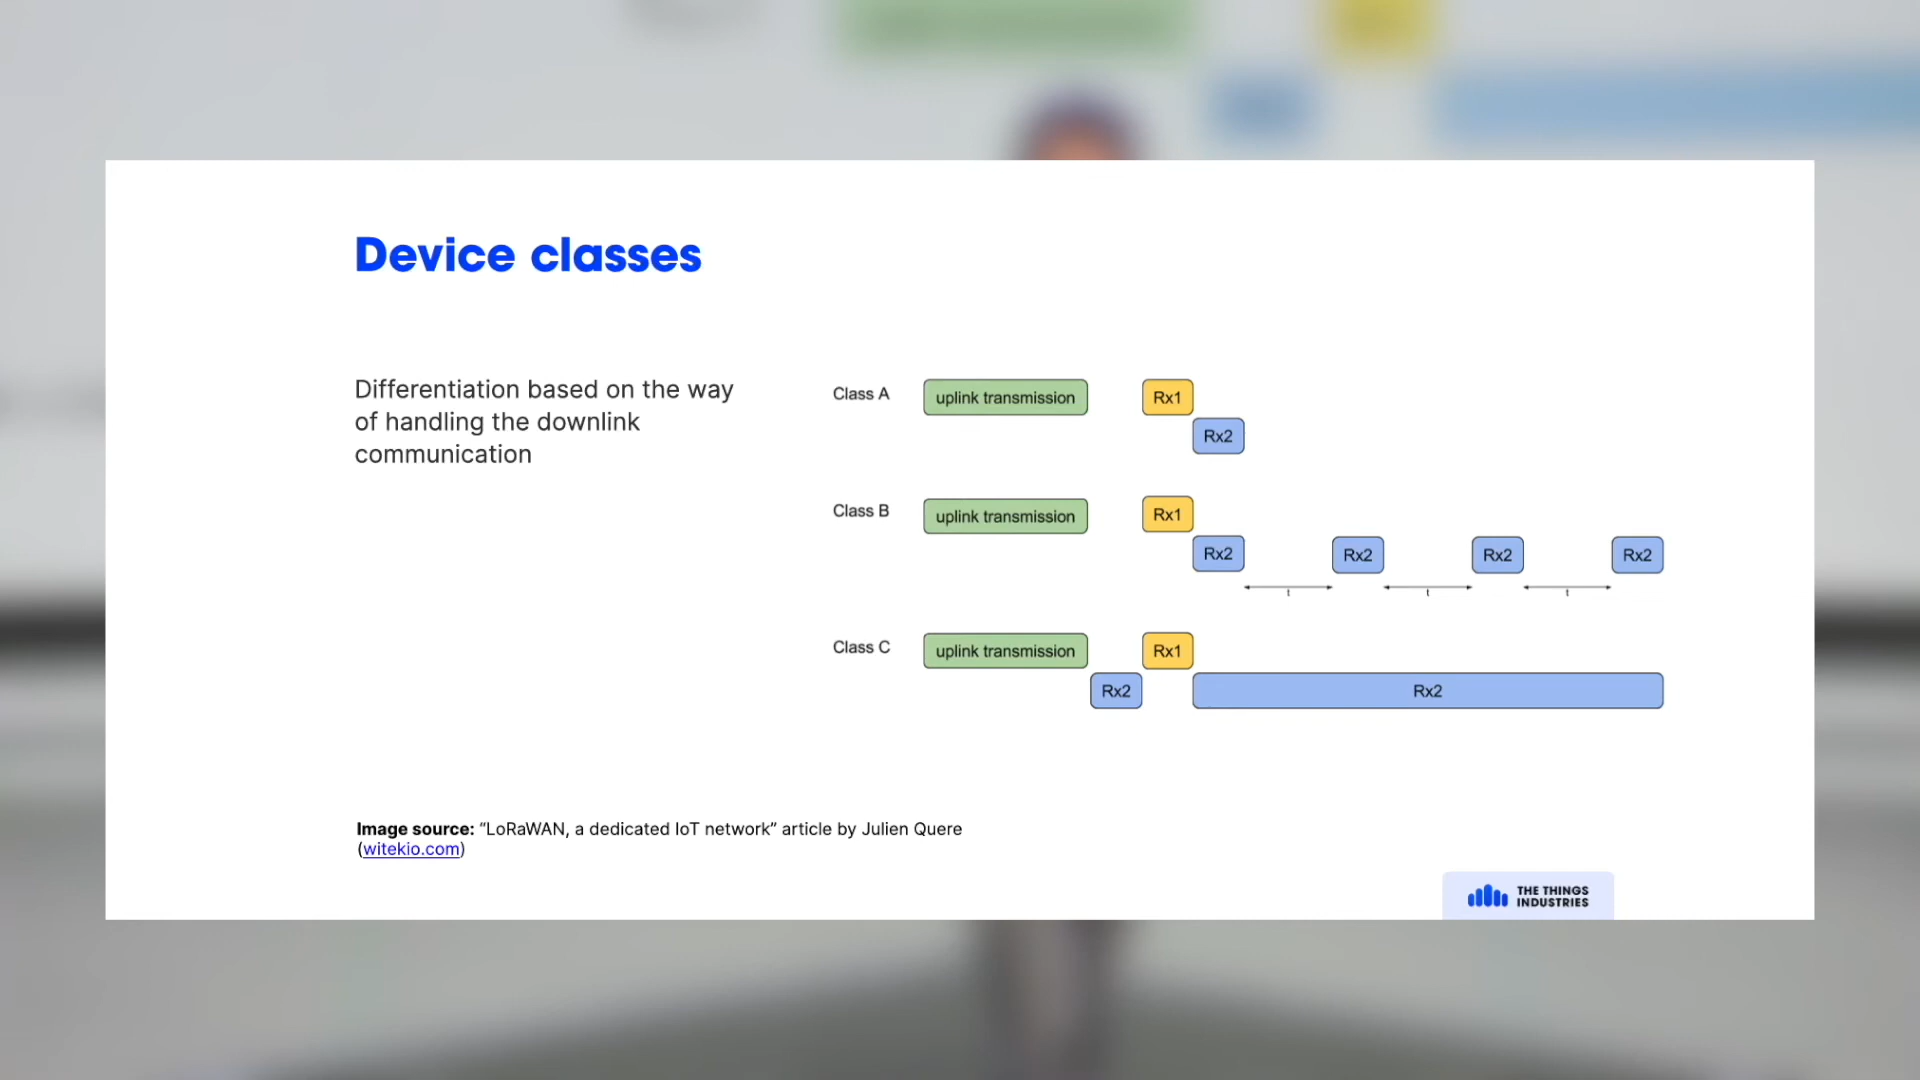 Device classes
Differentiation based on the way
of handling the downlink
communication
Class A
uplink transmission
Rx1
Rx2
Class B
uplink transmission
Rx1
Rx2
Rx2
Rx2
Rx2
t
t
t
Class C
uplink transmission
Rx1
Rx2
Rx2
Image source: “LoRaWAN, a dedicated IoT network” article by Julien Quere
(witekio.com)
THE THINGS
INDUSTRIES